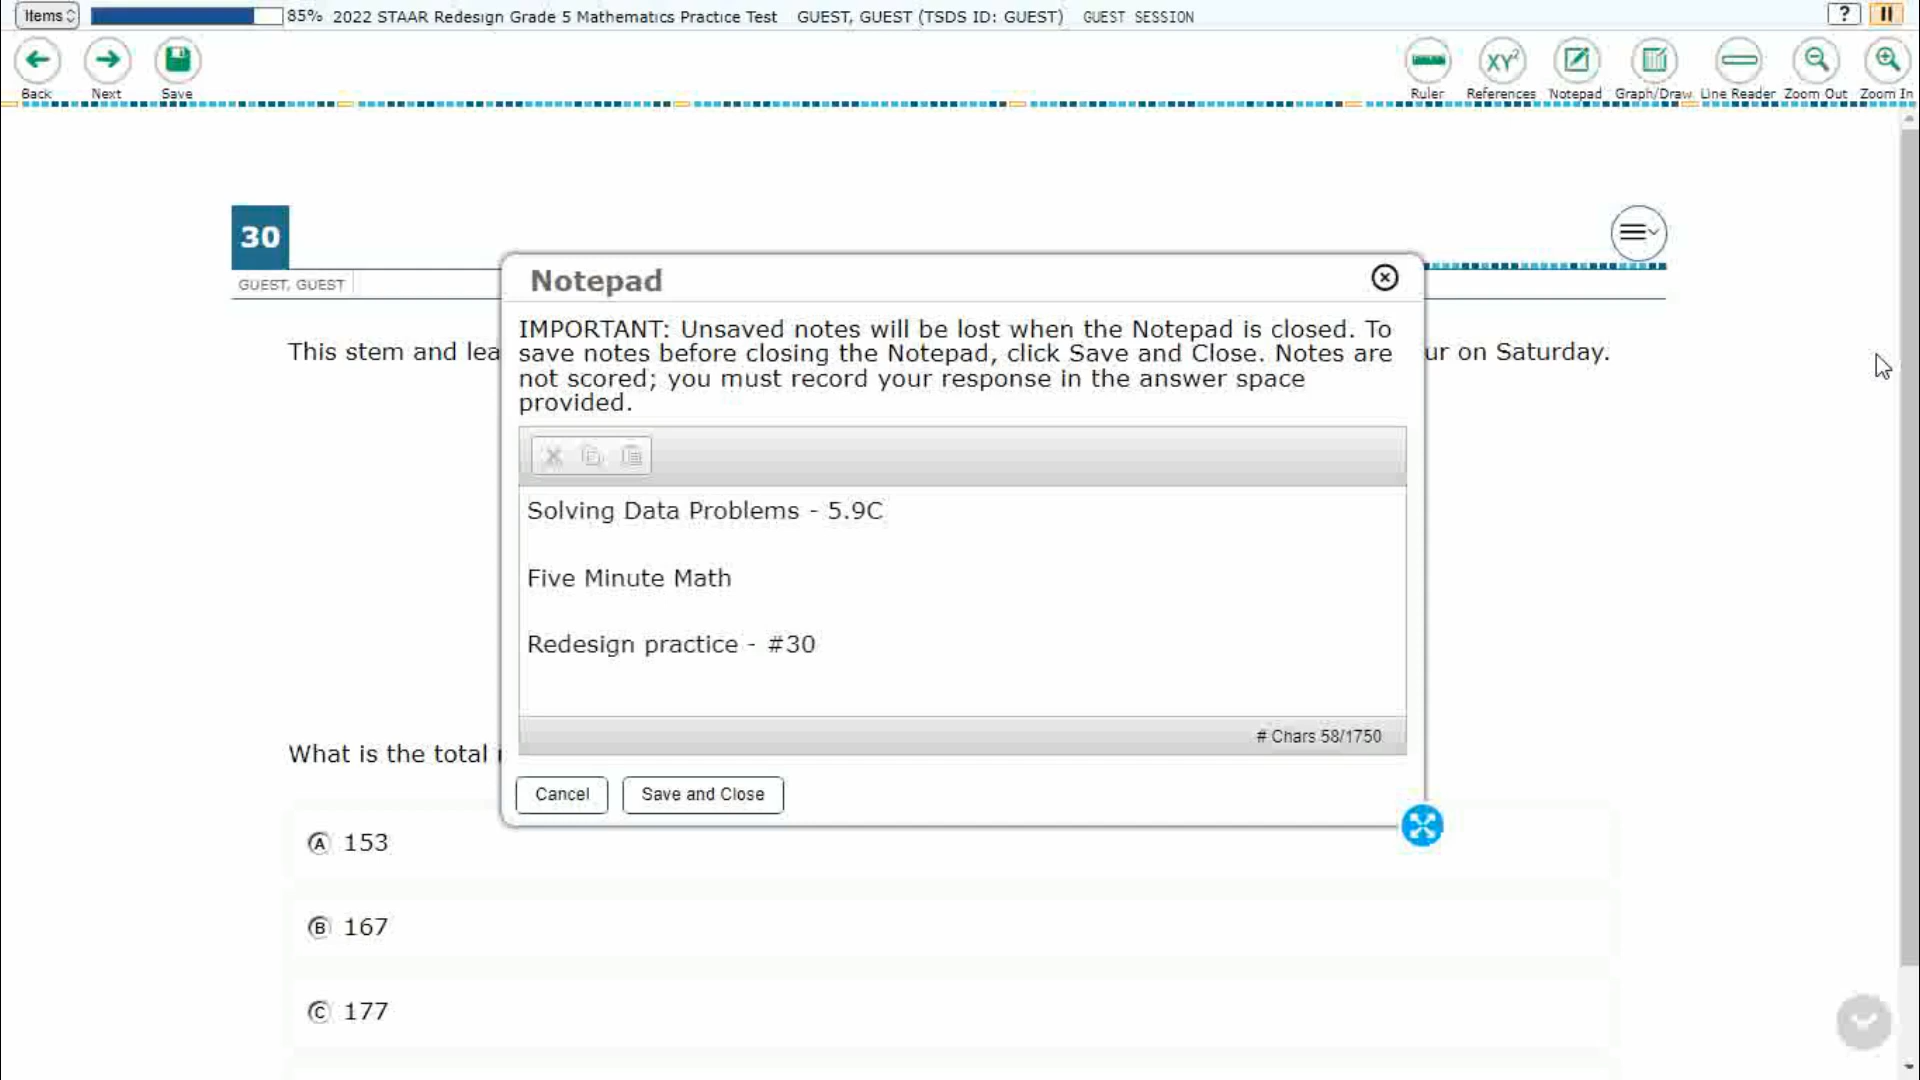 Items
85%
2022 STAAR Redesign Grade 5 Mathematics Practice Test
GUEST, GUEST (TSDS ID: GUEST)
GUEST SESSION
?
Back
Next
Save
Ruler
XY²
References
Notepad
Graph/Draw
Line Reader
Zoom Out
Zoom In
30
GUEST, GUEST
This stem and
on Saturday.
Notepad
IMPORTANT: Unsaved notes will be lost when the Notepad is closed. To
save notes before closing the Notepad, click Save and Close. Notes are
not scored; you must record your response in the answer space
provided.
Solving Data Problems - 5.9C
Five Minute Math
Redesign practice - #30
# Chars 58/1750
What is the total
Cancel
Save and Close
A 153
B 167
C 177